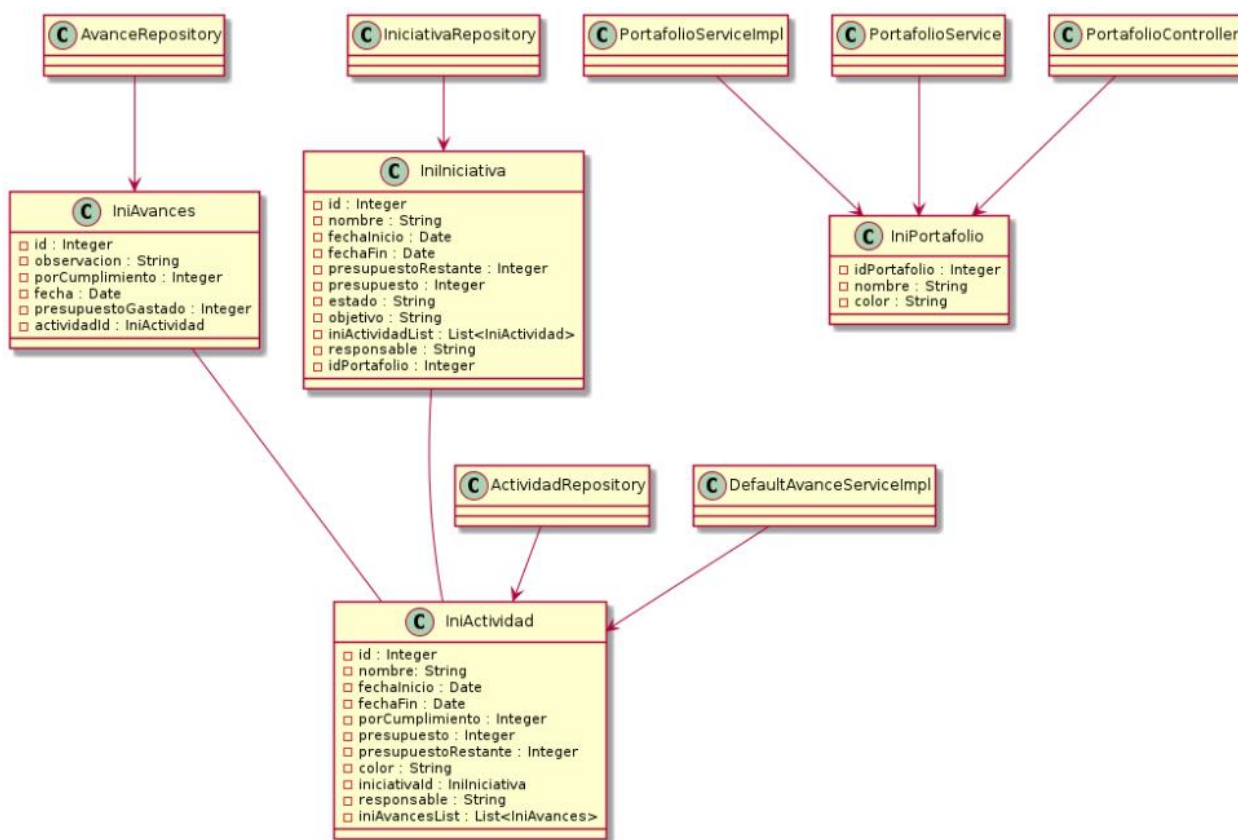 C AvanceRepository
C IniciativaRepository
C PortafolioServiceImpl
C PortafolioService
C PortafolioController
C IniAvances
id : Integer
observacion : String
porCumplimiento : Integer
fecha : Date
presupuestoGastado : Integer
actividadId : IniActividad
C IniIniciativa
id : Integer
nombre : String
fechaInicio : Date
fechaFin : Date
presupuestoRestante : Integer
presupuesto : Integer
estado : String
objetivo : String
iniActividadList : List<IniActividad>
responsable : String
idPortafolio : Integer
C IniPortafolio
idPortafolio : Integer
nombre : String
color : String
C ActividadRepository
C DefaultAvanceServiceImpl
C IniActividad
id : Integer
nombre: String
fechaInicio : Date
fechaFin : Date
porCumplimiento : Integer
presupuesto : Integer
presupuestoRestante : Integer
color : String
iniciativaId : IniIniciativa
responsable : String
iniAvancesList : List<IniAvances>